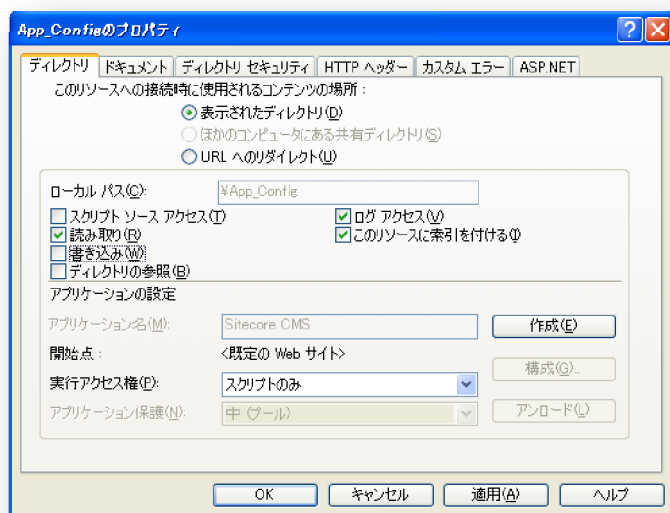 App_Configのプロパティ
ディレクトリ ドキュメント ディレクトリ セキュリティ HTTP ヘッダー カスタム エラー ASP.NET
このリソースへの接続時に使用されるコンテンツの場所:
表示されたディレクトリ(D)
ほかのコンピュータにある共有ディレクトリ(S)
URL へのリダイレクト(U)
ローカル パス(C): ¥App_Config
スクリプト ソース アクセス(T) ログ アクセス(V)
読み取り(R) このリソースに索引を付ける(I)
書き込み(W)
ディレクトリの参照(B)
アプリケーションの設定
アプリケーション名(M): Sitecore CMS 作成(E)
開始点: <既定の Web サイト> 構成(G)...
実行アクセス権(P): スクリプトのみ
アプリケーション保護(N): 中 (プール) アンロード(L)
OK キャンセル 適用(A) ヘルプ